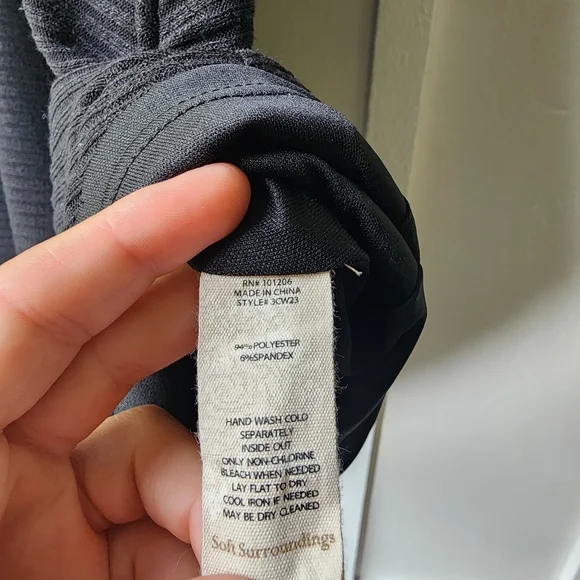 RN# 101206
MADE IN CHINA
STYLE# 3CW23
94% POLYESTER
6%SPANDEX
HAND WASH COLD
SEPARATELY
INSIDE OUT
ONLY NON-CHLORINE
BLEACH WHEN NEEDED
LAY FLAT TO DRY
COOL IRON IF NEEDED
MAY BE DRY CLEANED
Soft Surroundings